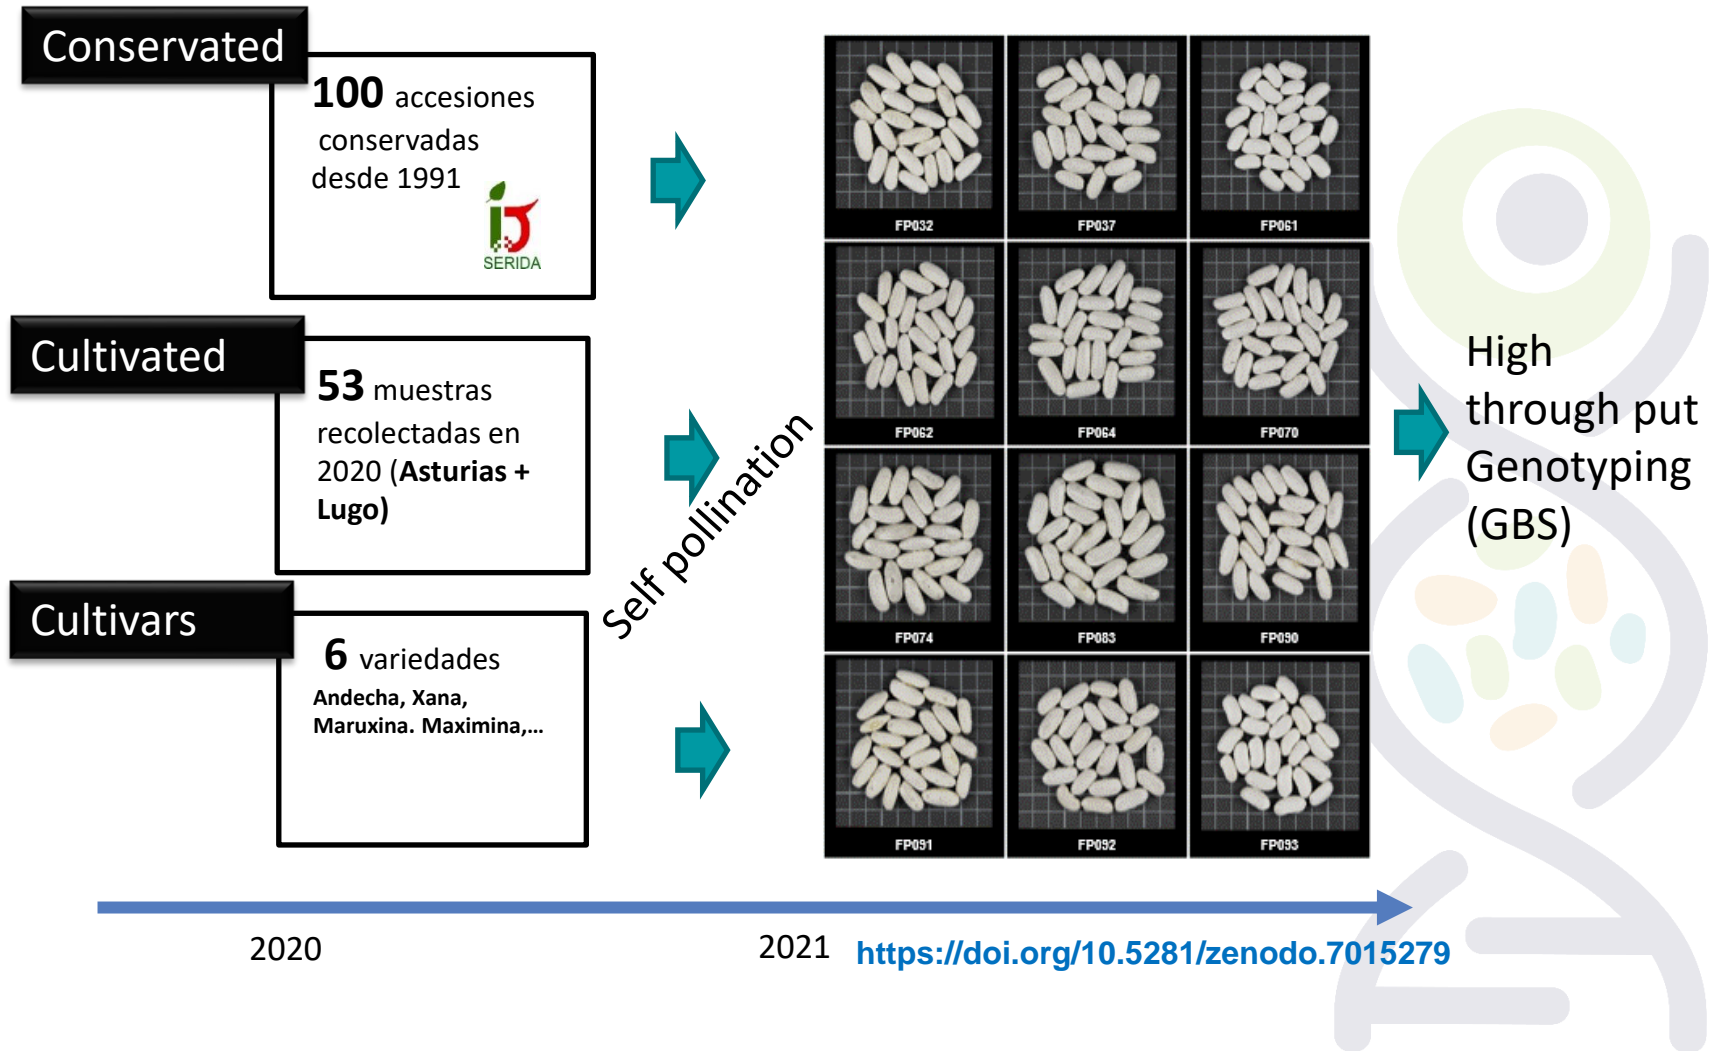 Conservated
100 accesiones
conservadas
desde 1991
SERIDA
Cultivated
53 muestras
recolectadas en
2020 (Asturias +
Lugo)
Cultivars
6 variedades
Andecha, Xana,
Maruxina. Maximina,...
Self pollination
FP032
FP037
FP061
FP062
FP064
FP070
FP074
FP083
FP090
FP091
FP092
FP093
High
through put
Genotyping
(GBS)
2020
2021
https://doi.org/10.5281/zenodo.7015279